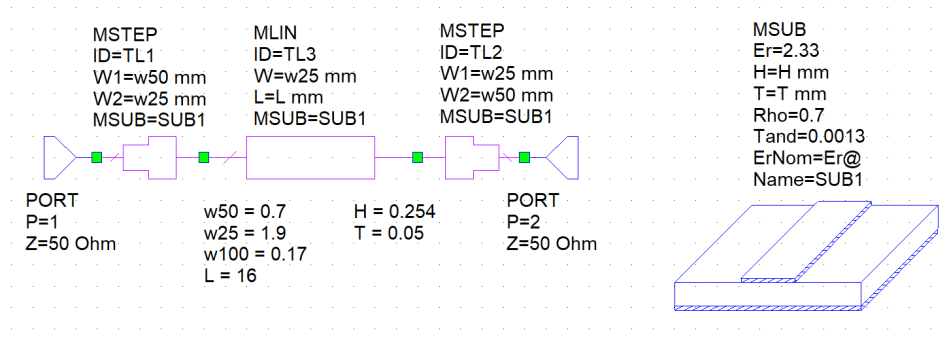 MSTEP
ID=TL1
W1=w50 mm
W2=w25 mm
MSUB=SUB1
MLIN
ID=TL3
W=w25 mm
L=L mm
MSUB=SUB1
MSTEP
ID=TL2
W1=w25 mm
W2=w50 mm
MSUB=SUB1
MSUB
Er=2.33
H=H mm
T=T mm
Rho=0.7
Tand=0.0013
ErNom=Er@
Name=SUB1
PORT
P=1
Z=50 Ohm
w50 = 0.7
w25 = 1.9
w100 = 0.17
L = 16
H = 0.254
T = 0.05
PORT
P=2
Z=50 Ohm